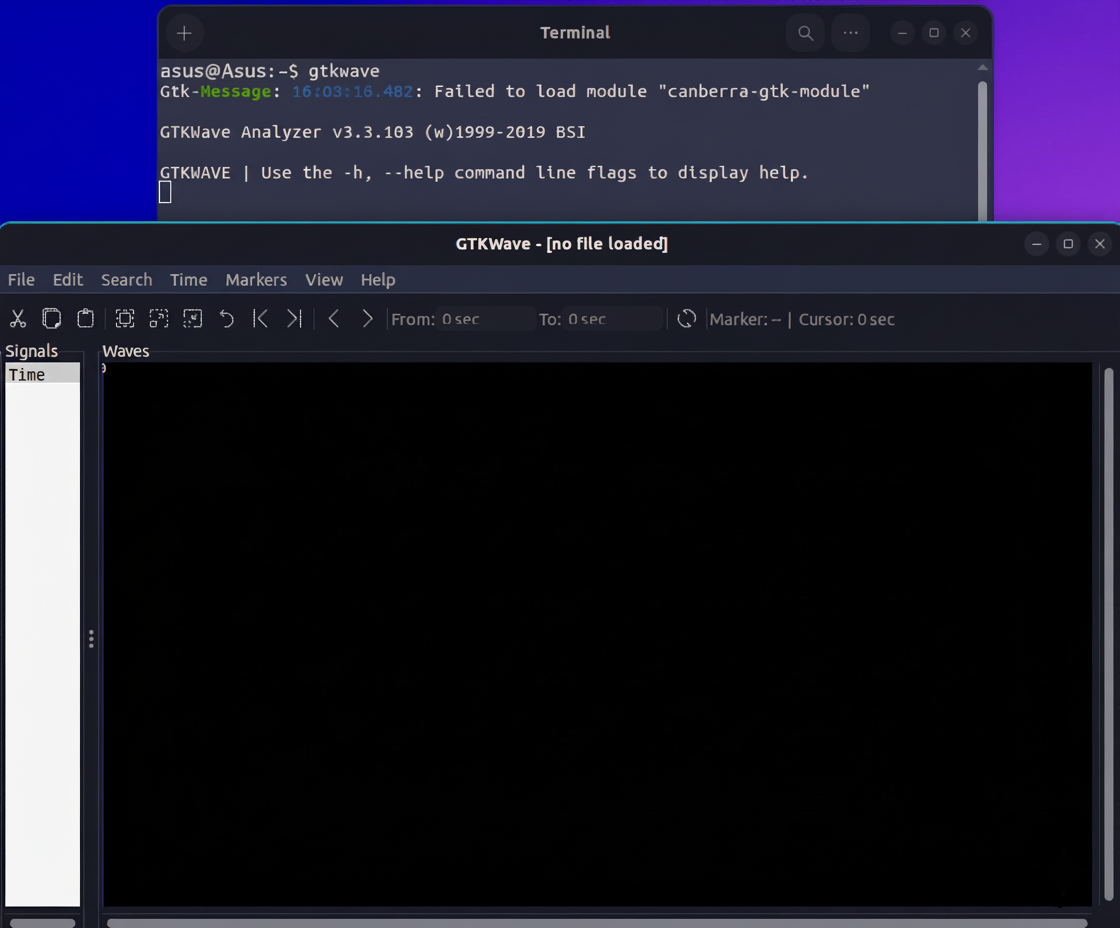 Terminal
asus@Asus:~$ gtkwave
Gtk-Message: 16:03:16.482: Failed to load module "canberra-gtk-module"
GTKWave Analyzer v3.3.103 (w)1999-2019 BSI
GTKWAVE | Use the -h, --help command line flags to display help.
GTKWave - [no file loaded]
File Edit Search Time Markers View Help
From: 0 sec To: 0 sec Marker: -- | Cursor: 0 sec
Signals Waves
Time 0